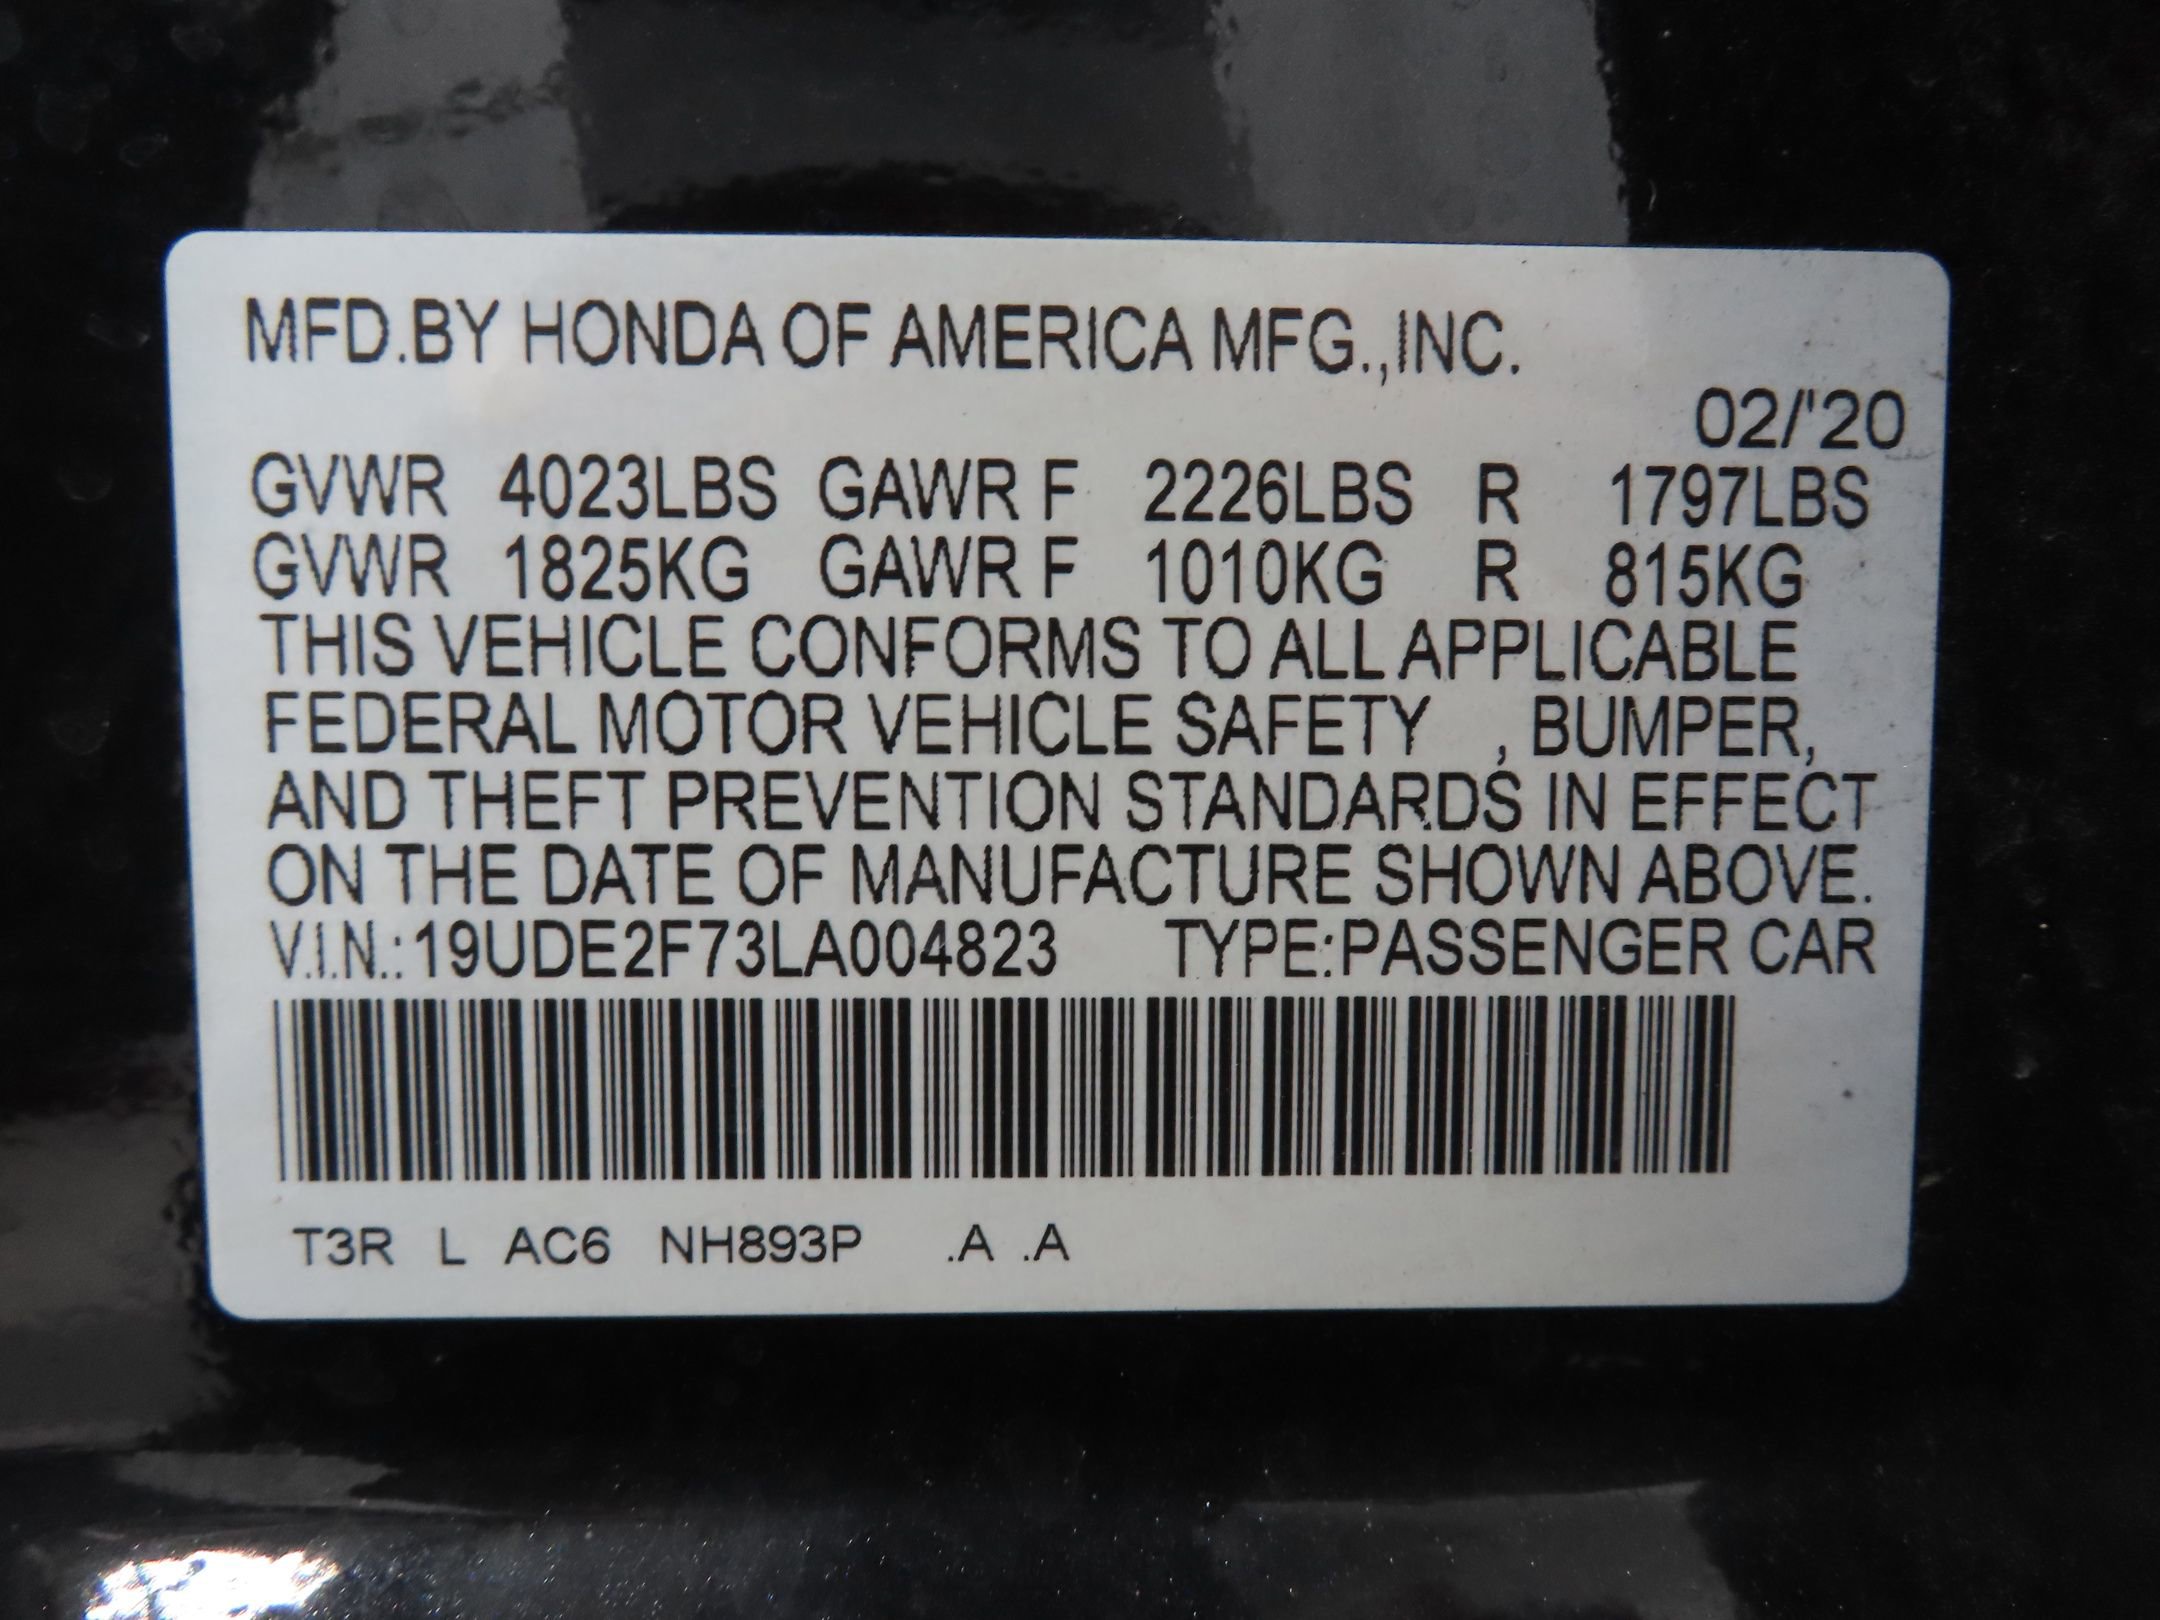 MFD.BY HONDA OF AMERICA MFG.,INC.
02/'20
GVWR 4023LBS GAWR F 2226LBS R 1797LBS
GVWR 1825KG GAWR F 1010KG R 815KG
THIS VEHICLE CONFORMS TO ALL APPLICABLE
FEDERAL MOTOR VEHICLE SAFETY , BUMPER,
AND THEFT PREVENTION STANDARDS IN EFFECT
ON THE DATE OF MANUFACTURE SHOWN ABOVE.
V.I.N.:19UDE2F73LA004823 TYPE:PASSENGER CAR
T3R L AC6 NH893P .A .A